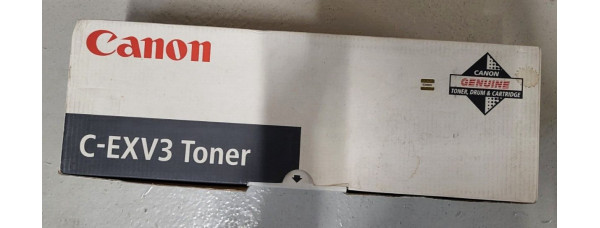 Canon
CANON
GENUINE
TONER, DRUM & CARTRIDGE
C-EXV3 Toner